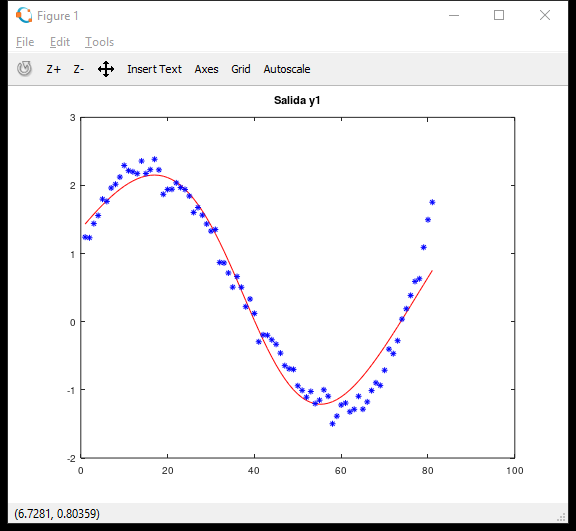 Figure 1
File Edit Tools
Z+ Z- Insert Text Axes Grid Autoscale
Salida y1
3
2
1
0
-1
-2
0 20 40 60 80 100
(6.7281, 0.80359)